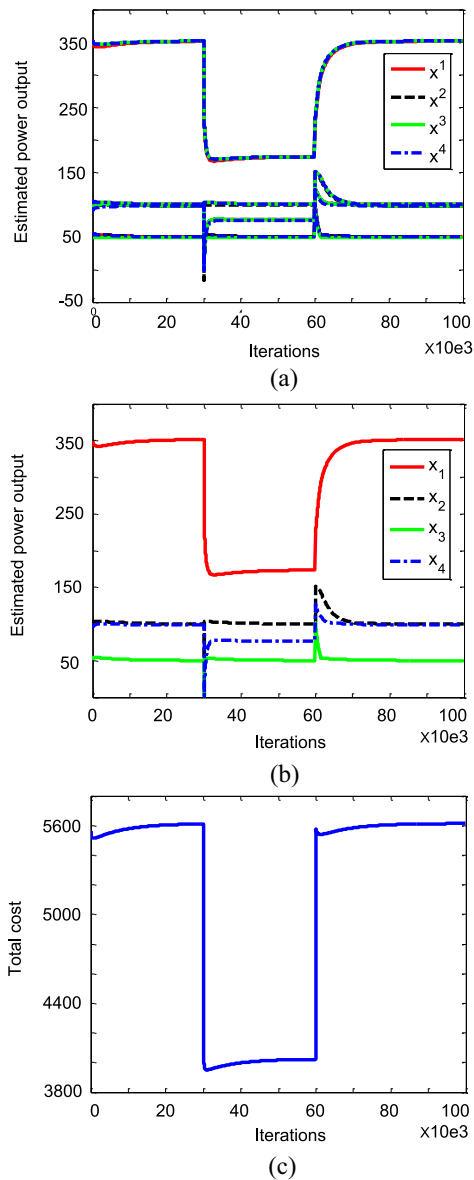 350
250
150
50
-50
Estimated power output
x1
x2
x3
x4
0
0 20 40 60 80 100
Iterations
X10e3
(a)
350
250
150
50
Estimated power output
x1
x2
x3
x4
0 20 40 60 80 100
Iterations
X10e3
(b)
5600
5000
4400
3800
Total cost
0 20 40 60 80 100
Iterations
X10e3
(c)